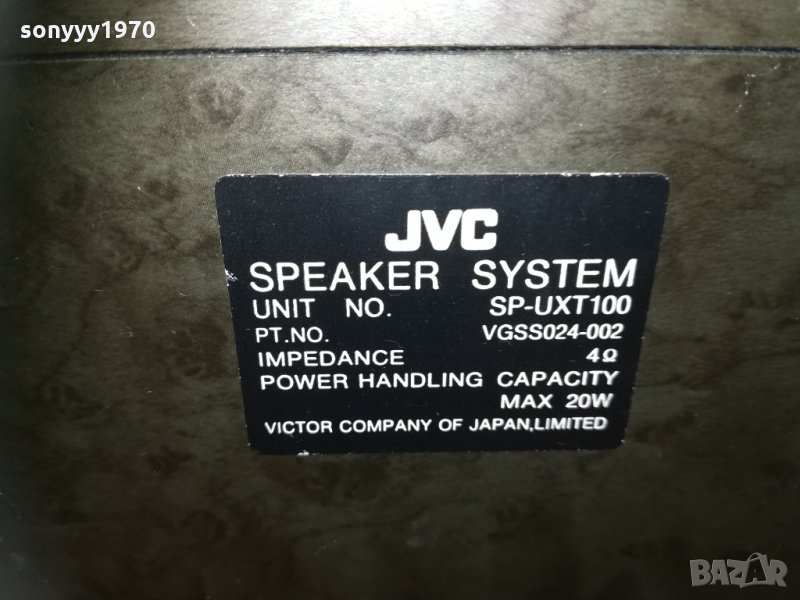 sonyyy1970
JVC
SPEAKER SYSTEM
UNIT NO. SP-UXT100
PT.NO. VGSS024-002
IMPEDANCE 4Ω
POWER HANDLING CAPACITY
MAX 20W
VICTOR COMPANY OF JAPAN,LIMITED
BAZAR